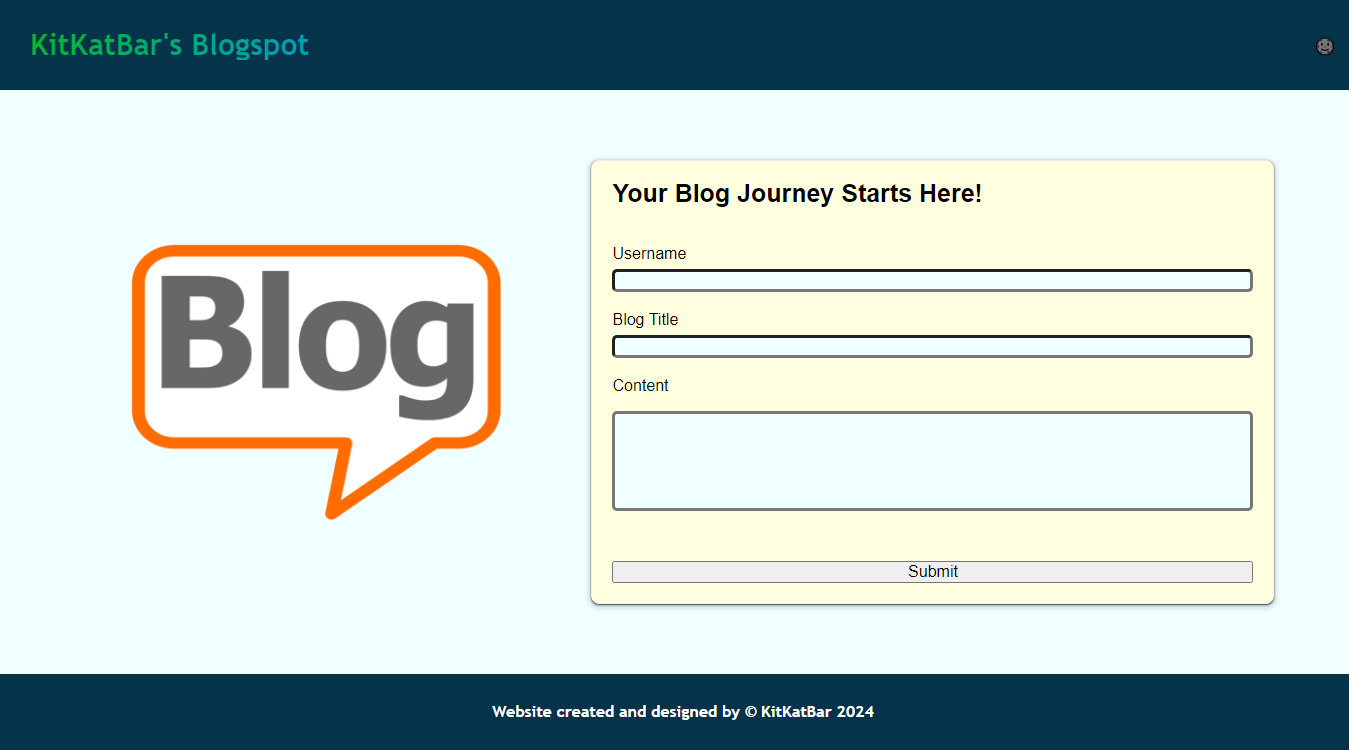 KitKatBar's Blogspot
Blog
Your Blog Journey Starts Here!
Username
Blog Title
Content
Submit
Website created and designed by © KitKatBar 2024